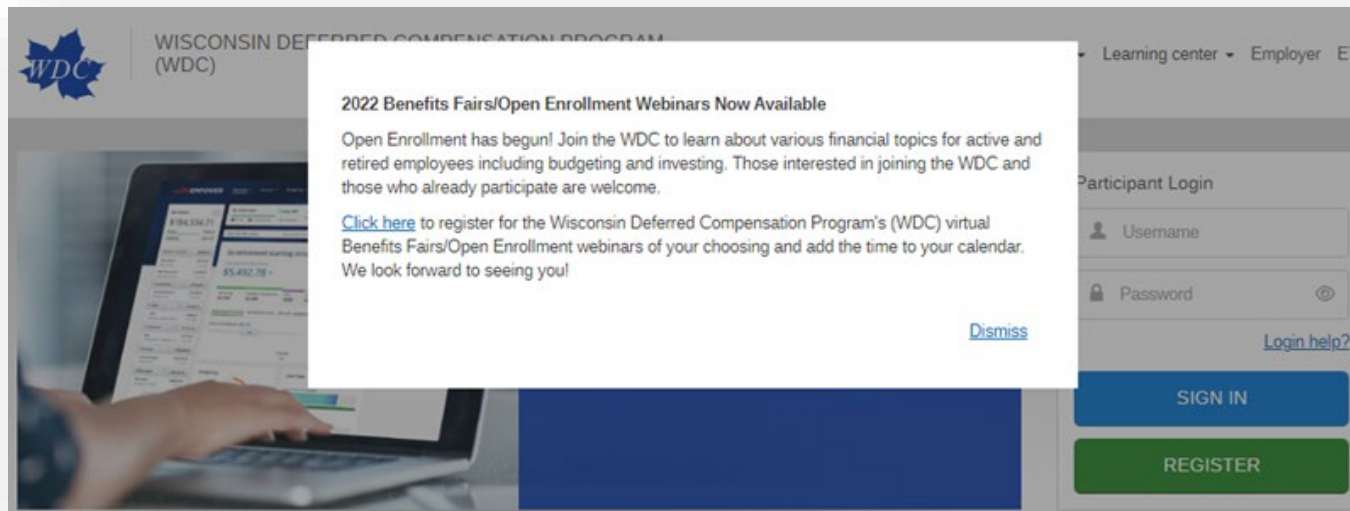 WDC
WISCONSIN DEFERRED COMPENSATION PROGRAM
(WDC)
Learning center
Employer
2022 Benefits Fairs/Open Enrollment Webinars Now Available
Open Enrollment has begun! Join the WDC to learn about various financial topics for active and
retired employees including budgeting and investing. Those interested in joining the WDC and
those who already participate are welcome.
Click here to register for the Wisconsin Deferred Compensation Program's (WDC) virtual
Benefits Fairs/Open Enrollment webinars of your choosing and add the time to your calendar.
We look forward to seeing you!
Dismiss
Participant Login
Username
Password
Login help?
SIGN IN
REGISTER
EMPOWER
$5,492.78